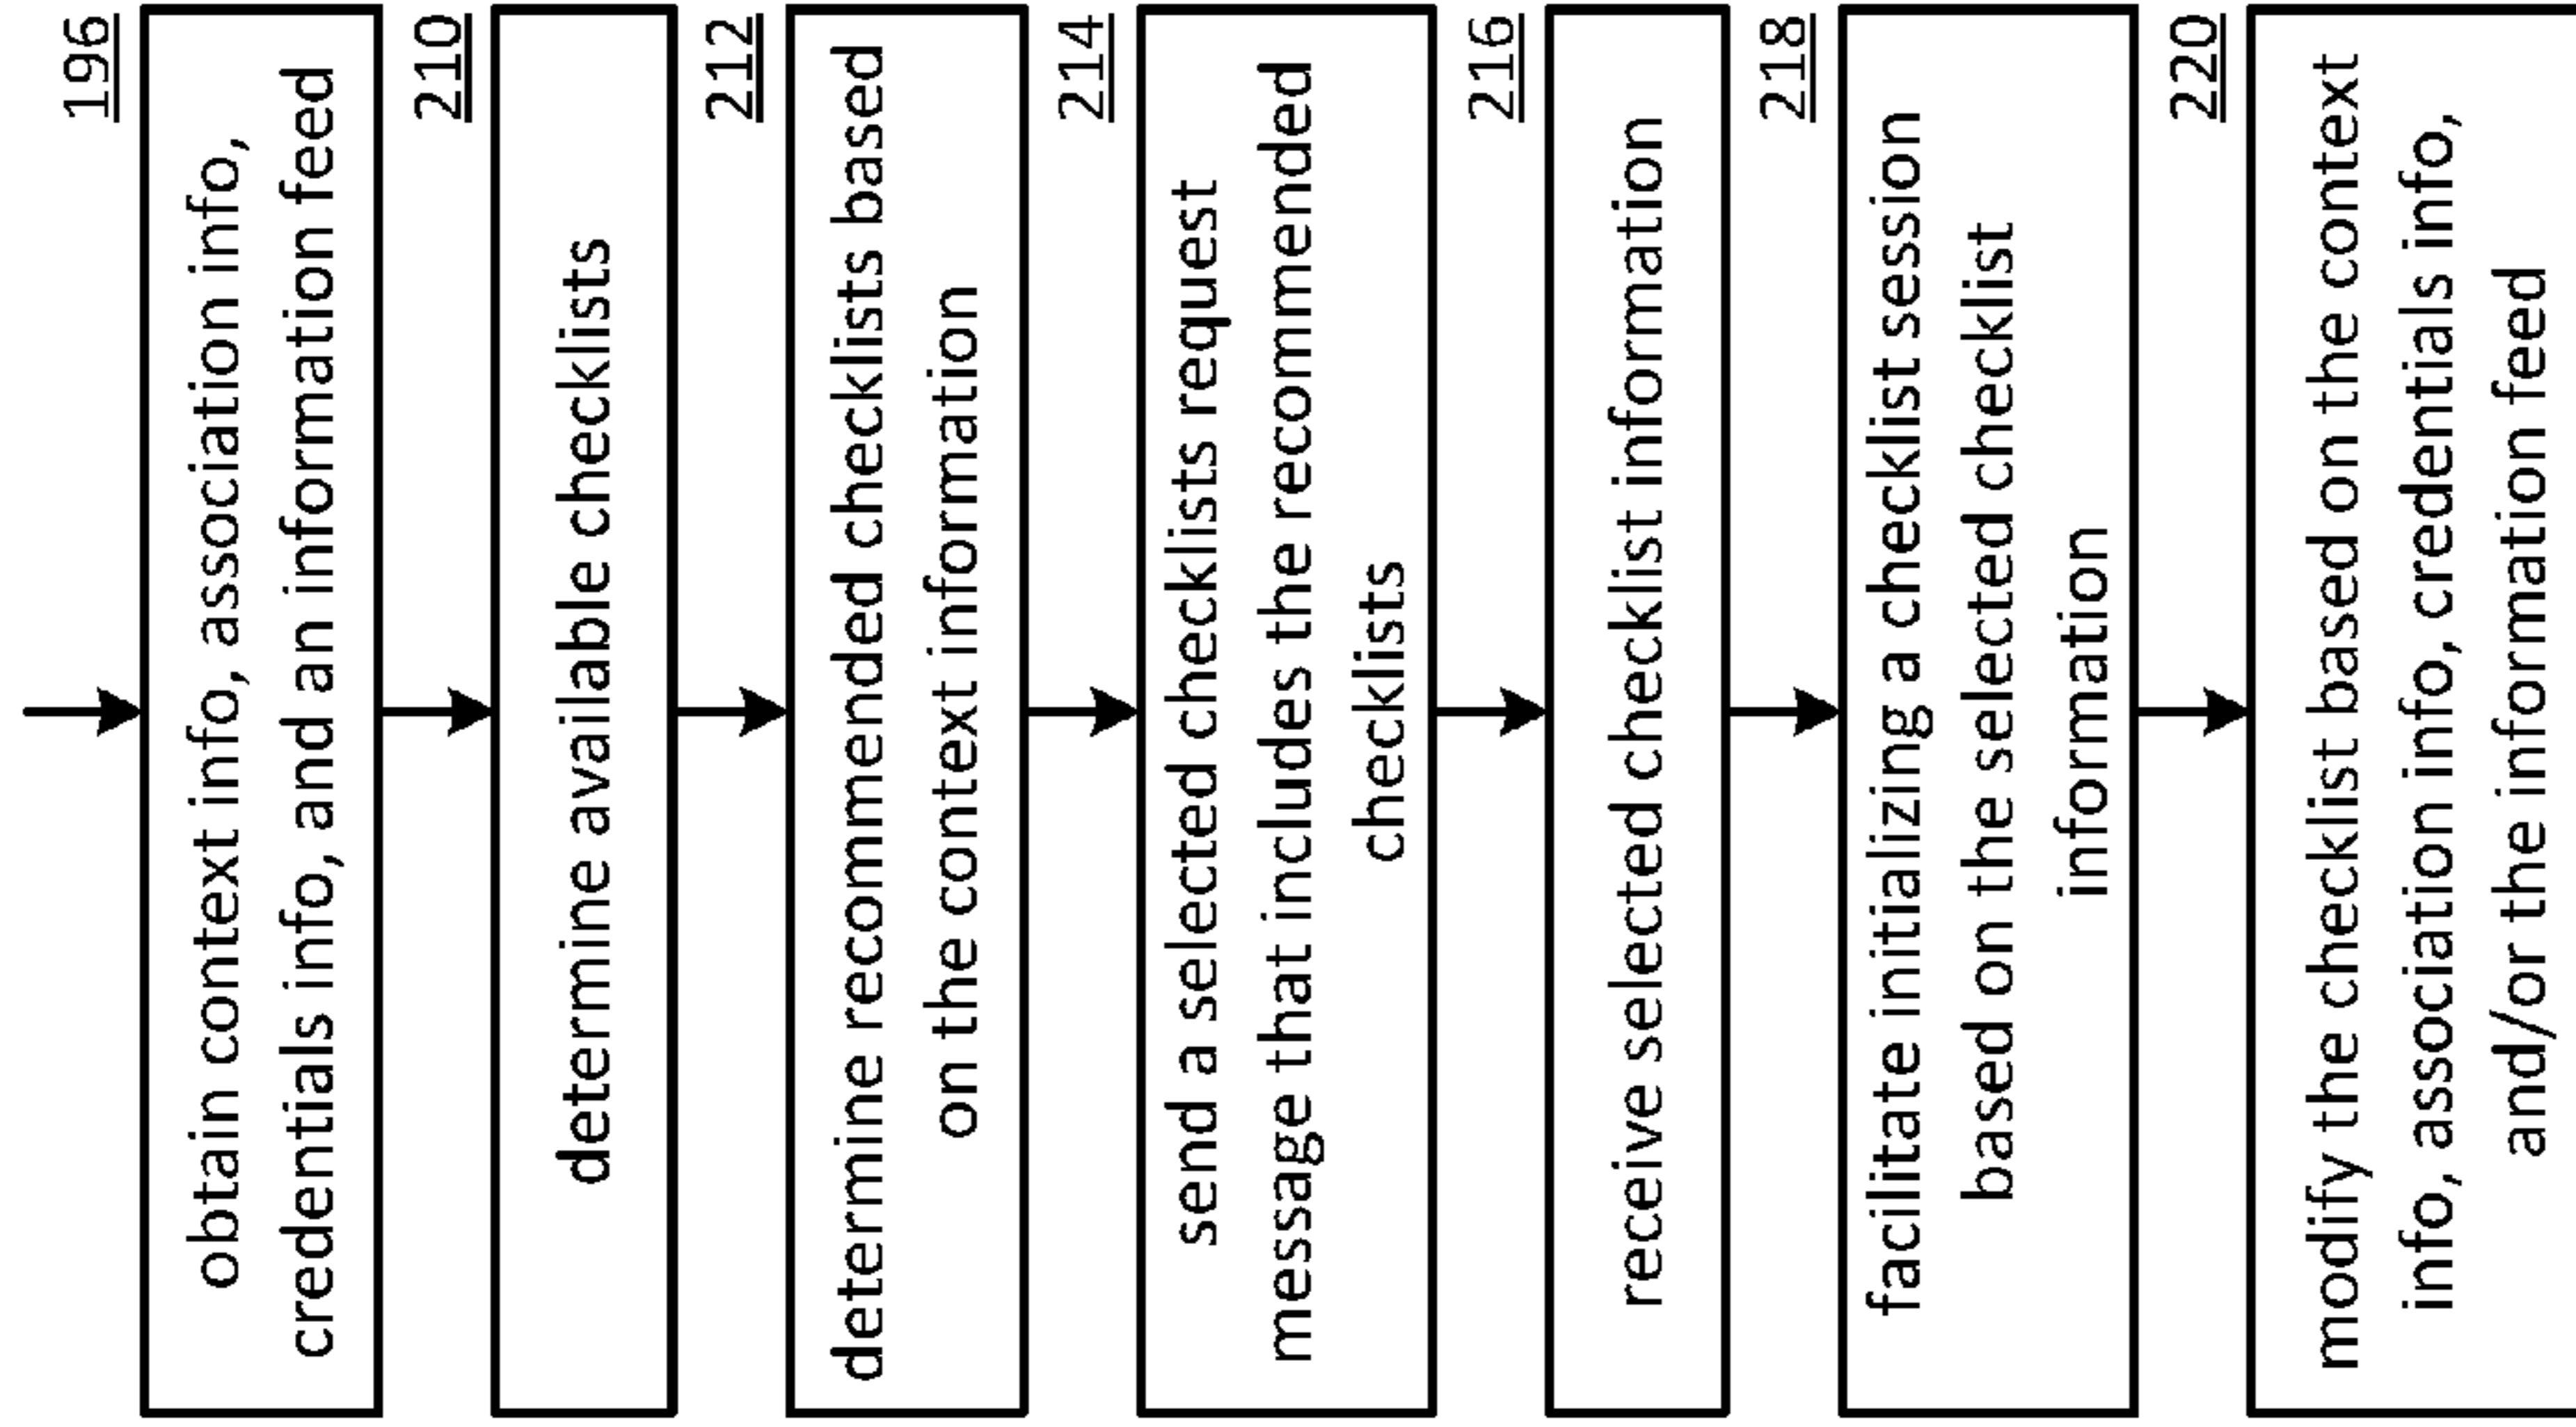 196
obtain context info, association info,
credentials info, and an information feed
210
determine available checklists
212
determine recommended checklists based
on the context information
214
send a selected checklists request
message that includes the recommended
checklists
216
receive selected checklist information
218
facilitate initializing a checklist session
based on the selected checklist
information
220
modify the checklist based on the context
info, association info, credentials info,
and/or the information feed